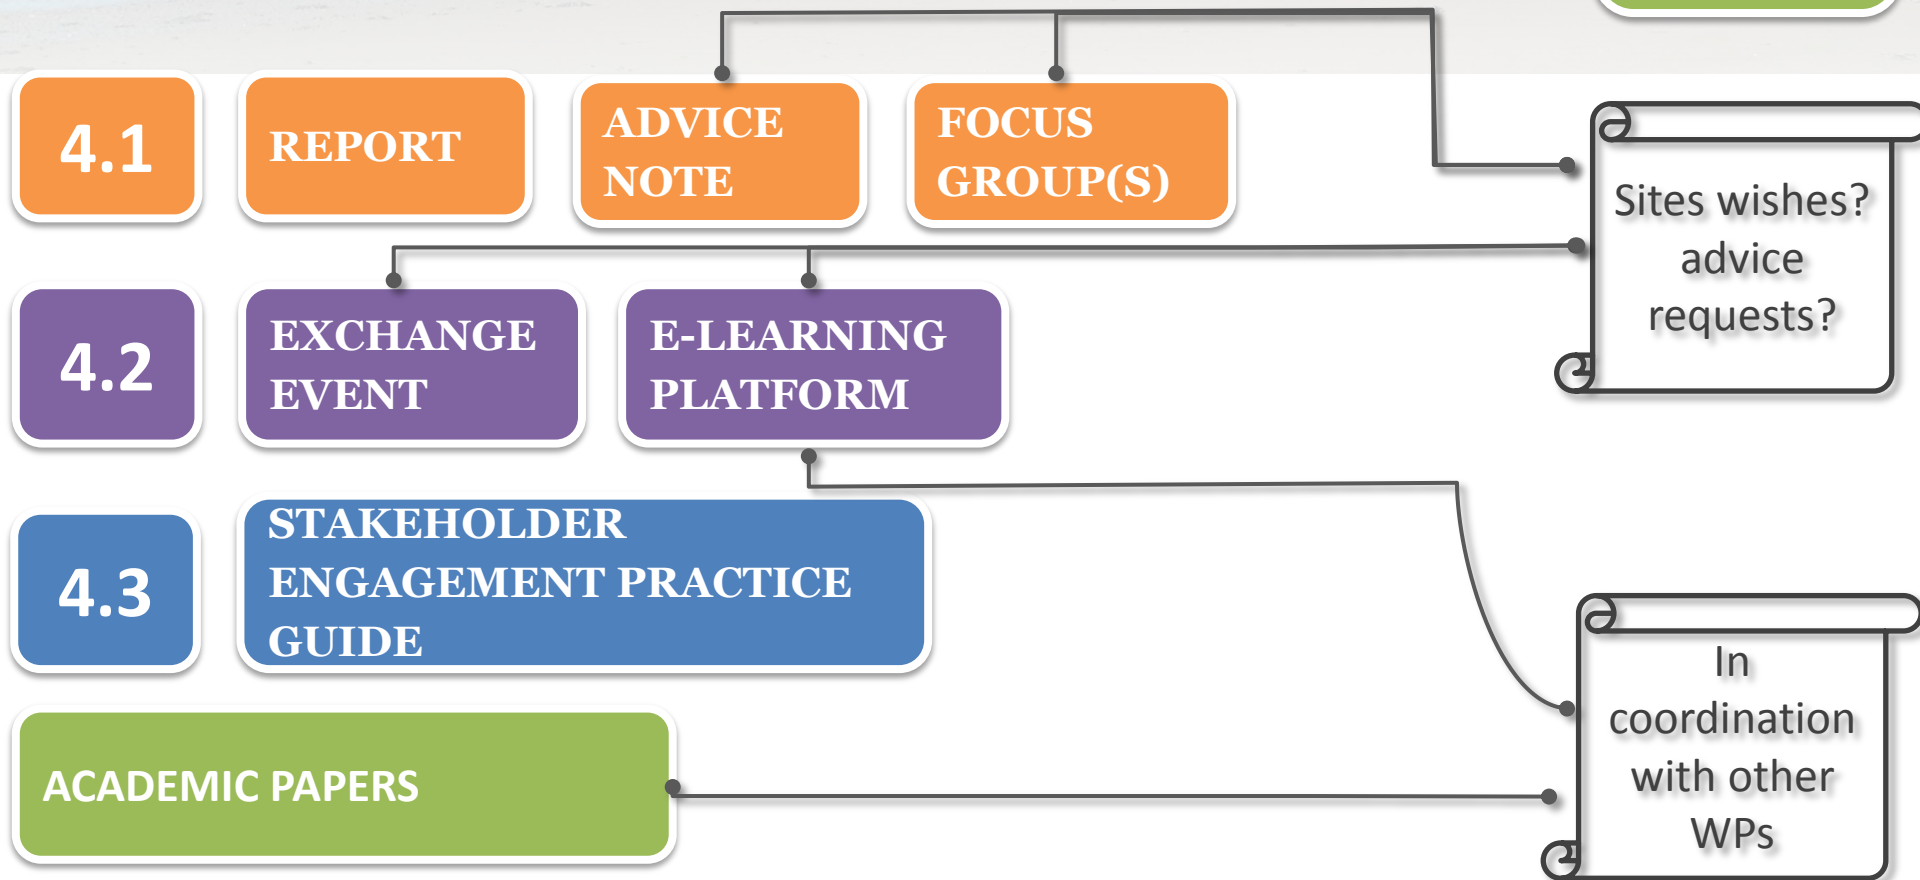 4.1
REPORT
ADVICE
NOTE
FOCUS
GROUP(S)
Sites wishes?
advice
requests?
4.2
EXCHANGE
EVENT
E-LEARNING
PLATFORM
4.3
STAKEHOLDER
ENGAGEMENT PRACTICE
GUIDE
In
coordination
with other
WPs
ACADEMIC PAPERS